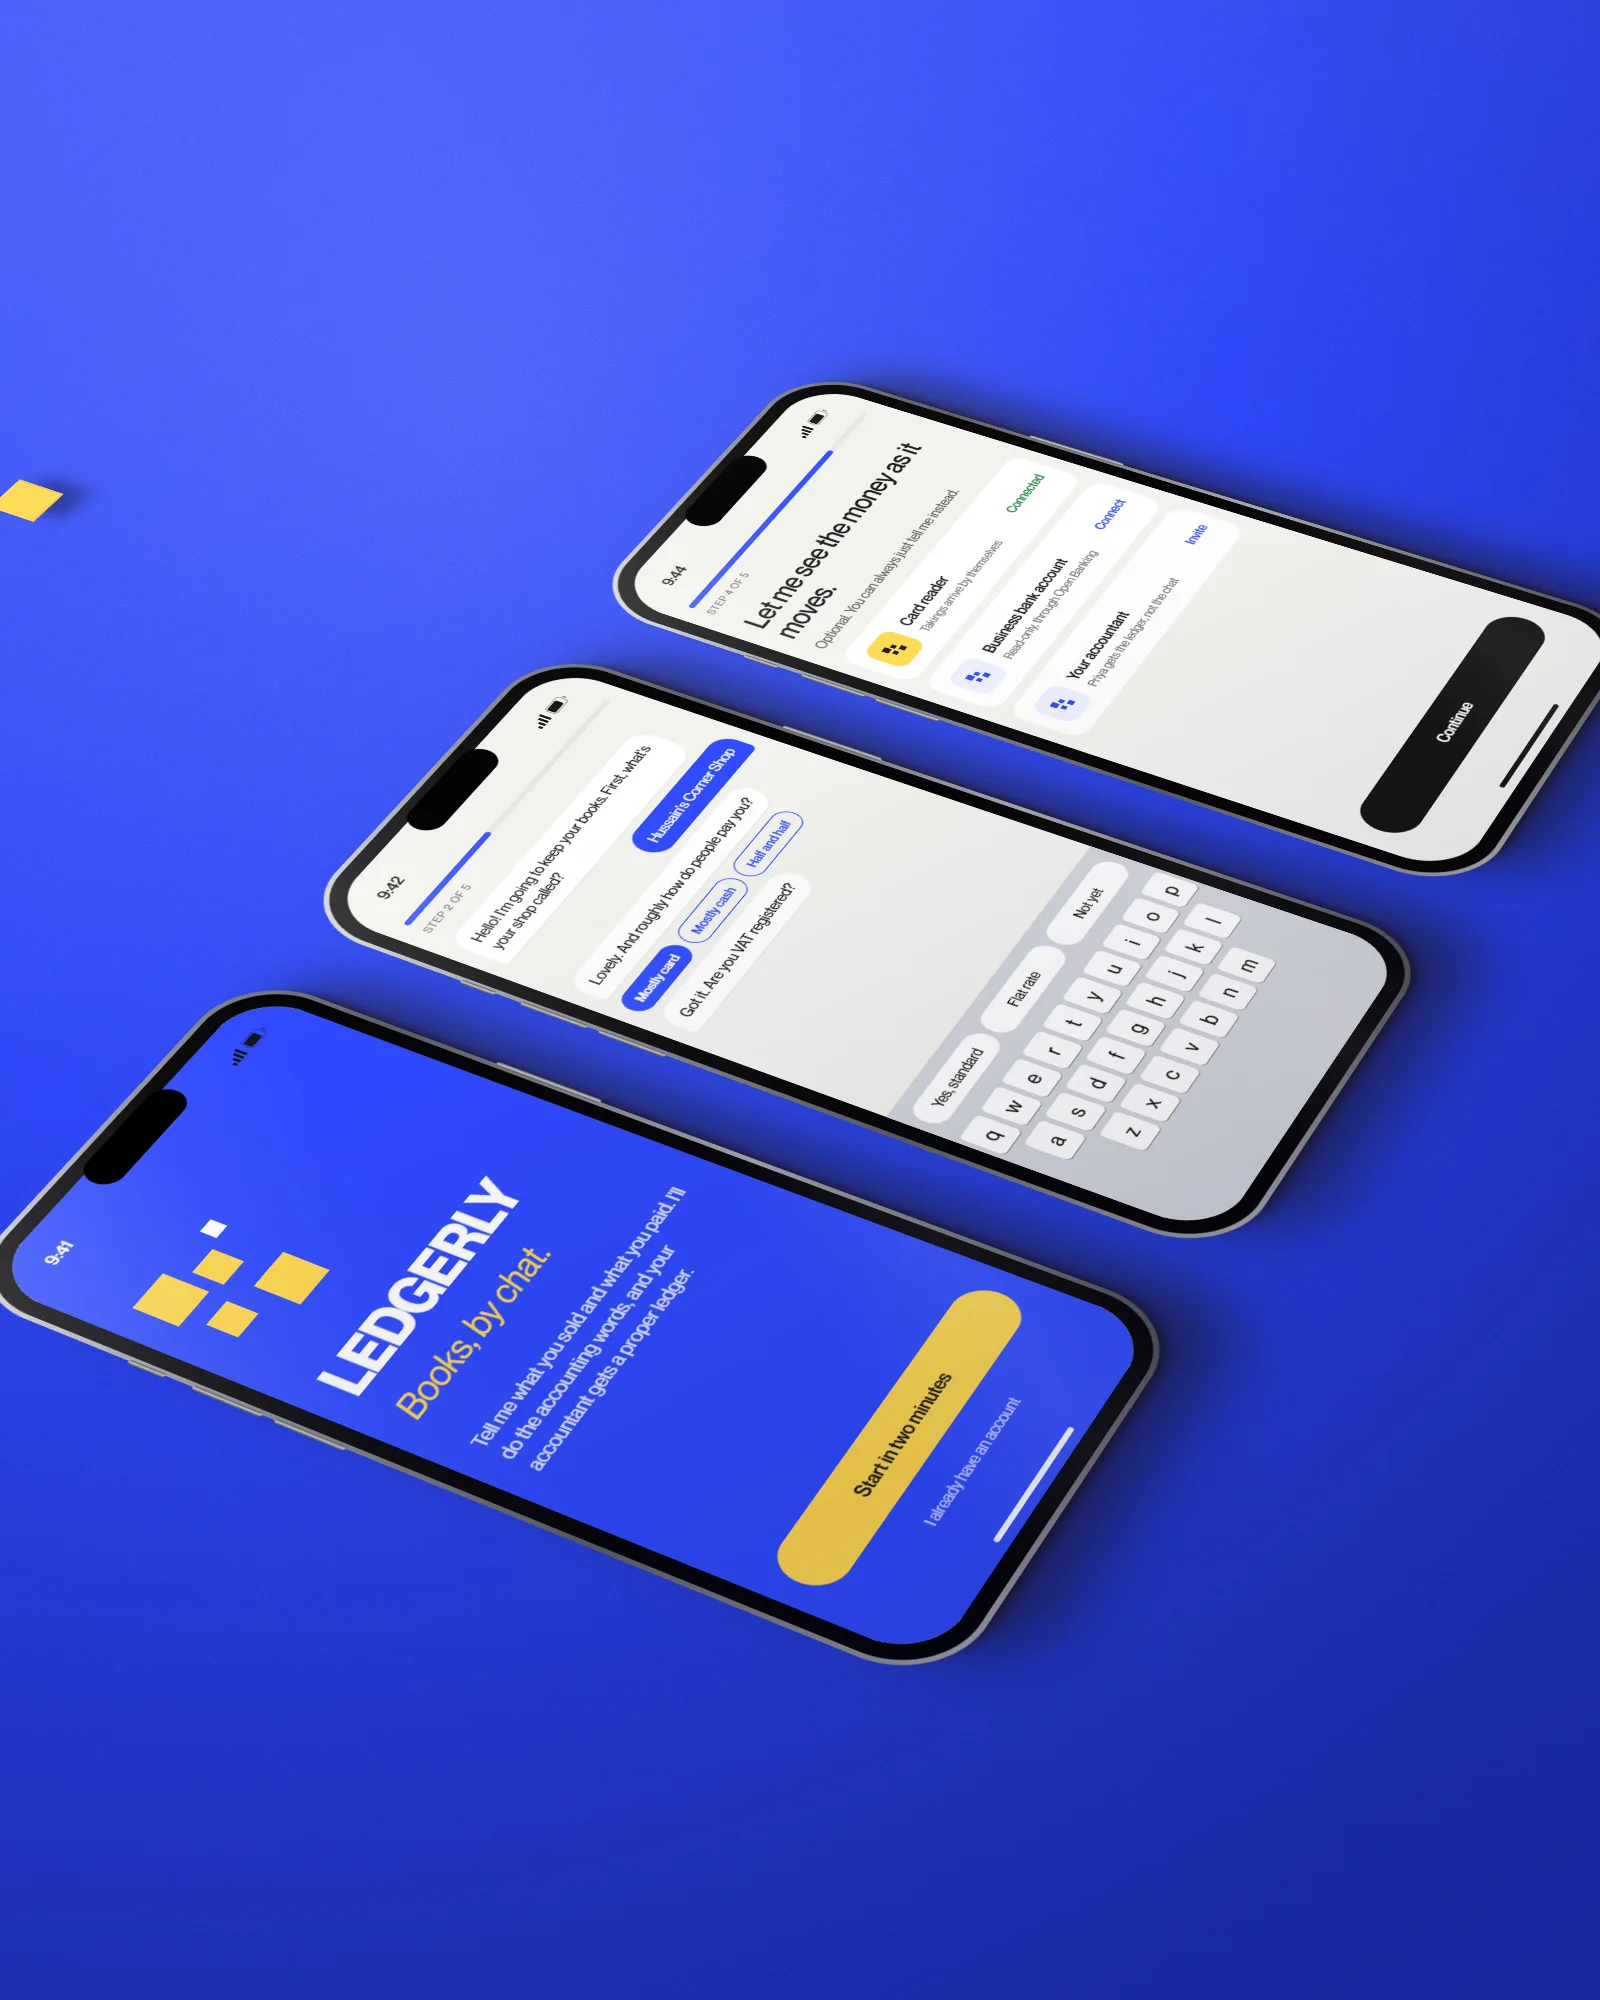 9:41
LEDGERLY
Books, by chat.
Tell me what you sold and what you paid. I'll
do the accounting words, and your
accountant gets a proper ledger.
Start in two minutes
I already have an account
9:42
STEP 2 OF 5
Hello! I'm going to keep your books. First, what's
your shop called?
Hussain's Corner Shop
Lovely. And roughly how do people pay you?
Mostly card
Mostly cash
Half and half
Got it. Are you VAT registered?
Yes, standard
Flat rate
Not yet
q w e r t y u i o p
a s d f g h j k l
z x c v b n m
9:44
STEP 4 OF 5
Let me see the money as it
moves.
Optional. You can always just tell me instead.
Card reader
Takings arrive by themselves
Connected
Business bank account
Read-only, through Open Banking
Connect
Your accountant
Priya gets the ledger, not the chat
Invite
Continue